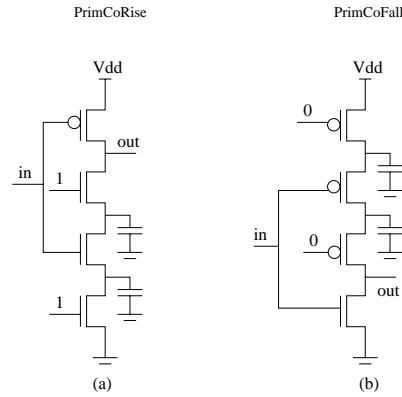 PrimCoRise
PrimCoFall
Vdd
Vdd
0
out
in
1
in
0
1
out
(a)
(b)